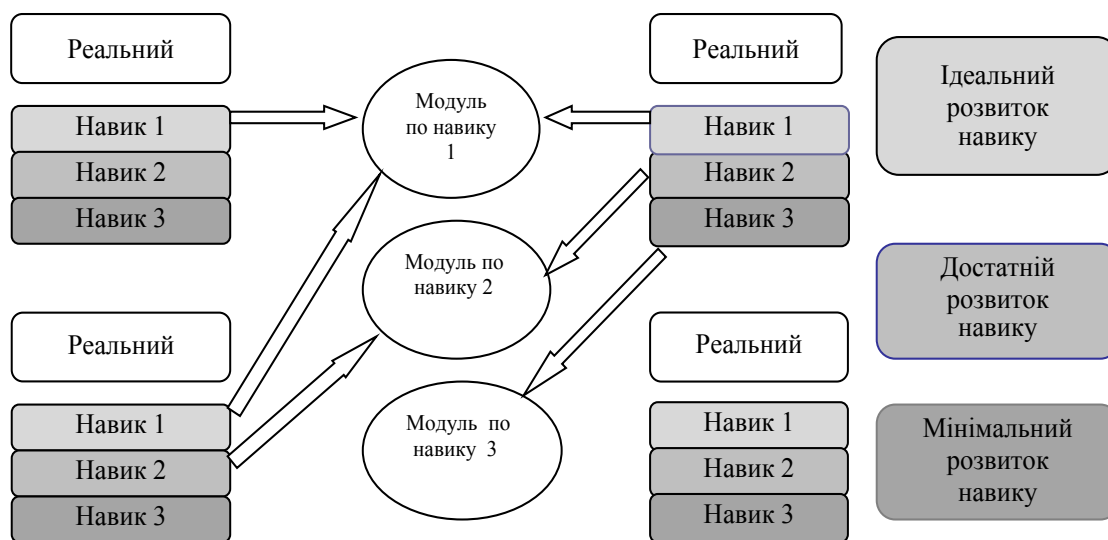 Реальний
Навик 1
Навик 2
Навик 3
Реальний
Навик 1
Навик 2
Навик 3
Модуль
по навику
1
Модуль по
навику 2
Модуль по
навику 3
Реальний
Навик 1
Навик 2
Навик 3
Реальний
Навик 1
Навик 2
Навик 3
Ідеальний
розвиток
навику
Достатній
розвиток
навику
Мінімальний
розвиток
навику